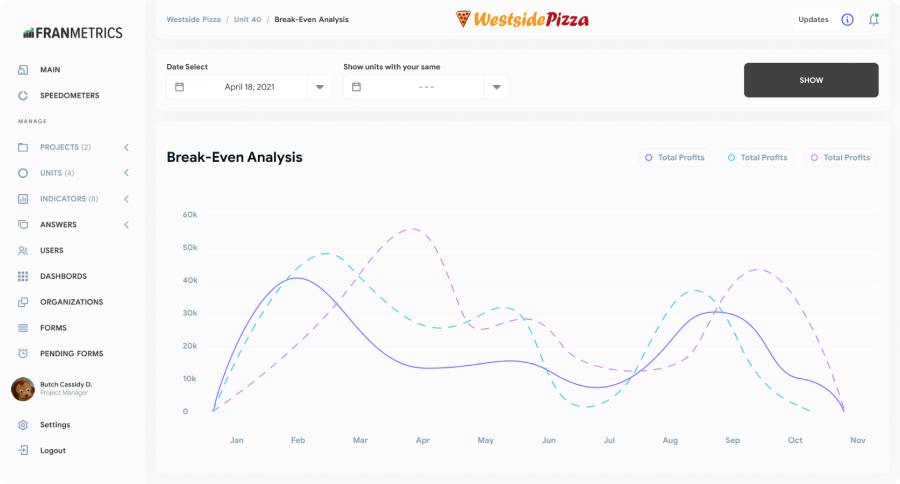 FRANMETRICS
MAIN
SPEEDOMETERS
MANAGE
PROJECTS (2)
UNITS (4)
INDICATORS (8)
ANSWERS
USERS
DASHBORDS
ORGANIZATIONS
FORMS
PENDING FORMS
Butch Cassidy D.
Project Manager
Settings
Logout
Westside Pizza / Unit 40 / Break-Even Analysis
WestsidePizza
Updates
Date Select
April 18, 2021
Show units with your same
- - -
SHOW
Break-Even Analysis
Total Profits
Total Profits
Total Profits
60k
50k
40k
30k
20k
10k
0
Jan Feb Mar Apr May Jun Jul Aug Sep Oct Nov